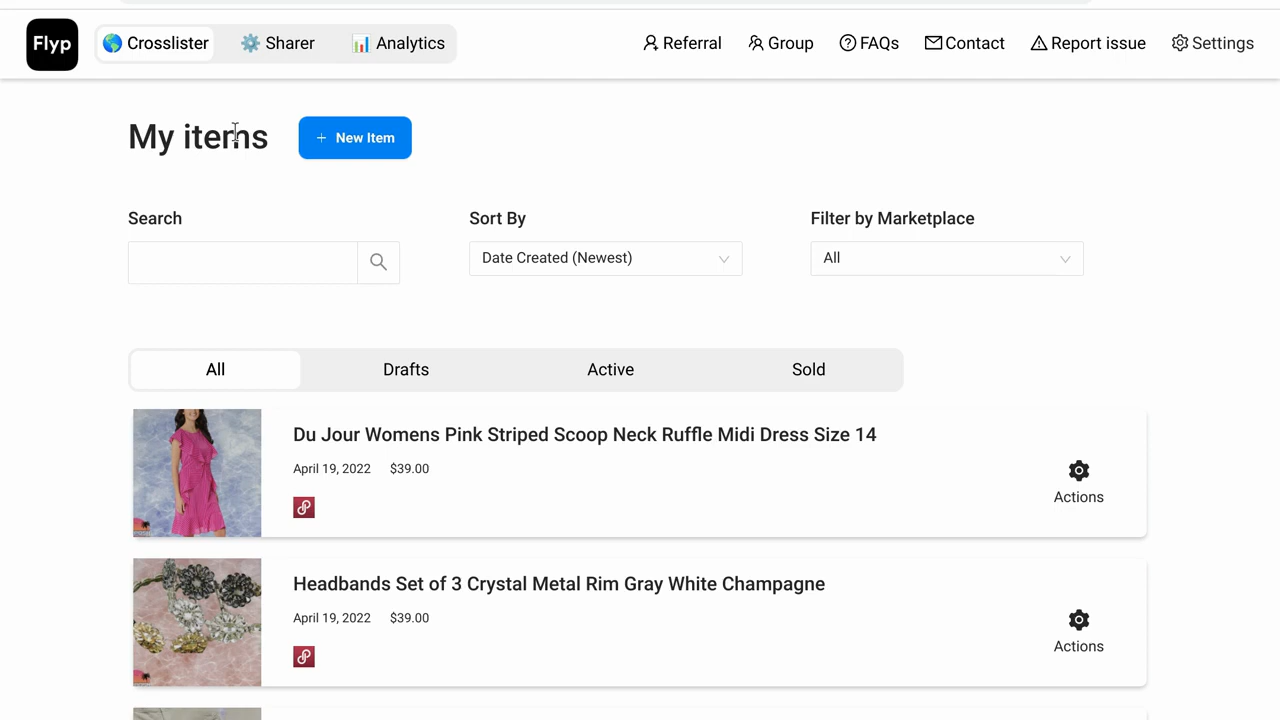 Flyp
Crosslister
Sharer
Analytics
Referral
Group
FAQs
Contact
Report issue
Settings
My items
+ New Item
Search
Sort By
Filter by Marketplace
Date Created (Newest)
All
All
Drafts
Active
Sold
Du Jour Womens Pink Striped Scoop Neck Ruffle Midi Dress Size 14
April 19, 2022 $39.00
Actions
Headbands Set of 3 Crystal Metal Rim Gray White Champagne
April 19, 2022 $39.00
Actions